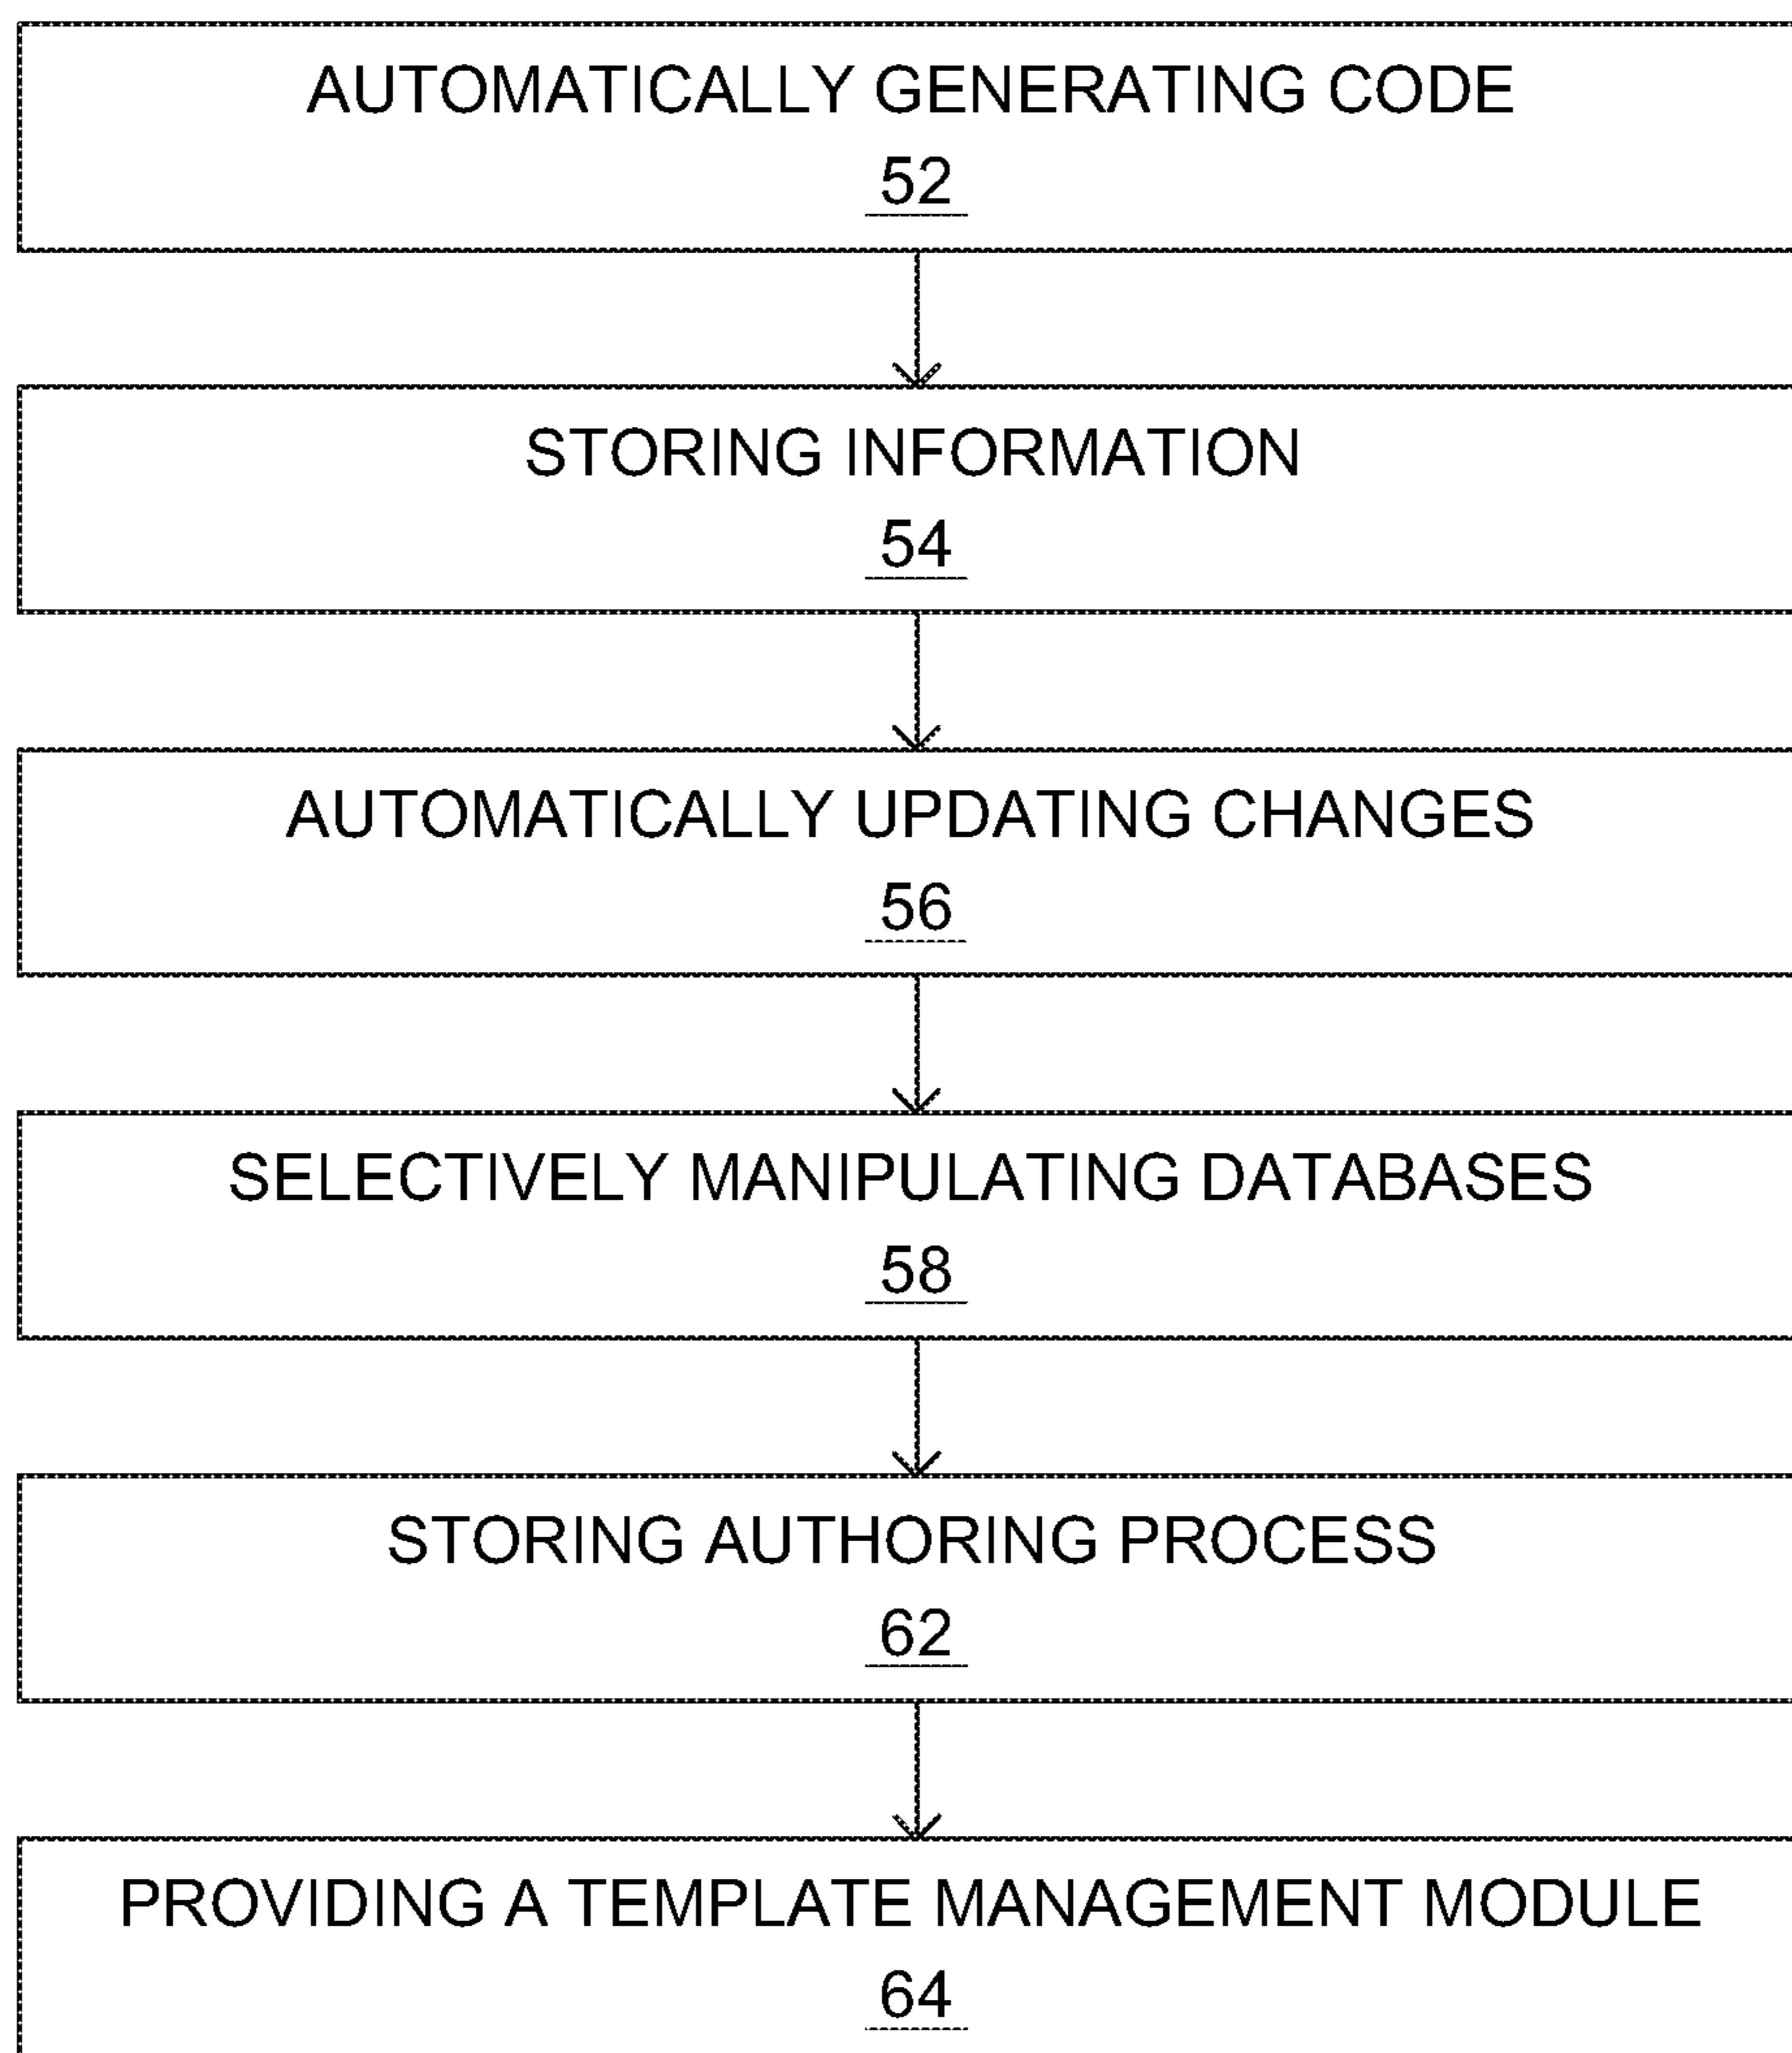 AUTOMATICALLY GENERATING CODE
52
STORING INFORMATION
54
AUTOMATICALLY UPDATING CHANGES
56
SELECTIVELY MANIPULATING DATABASES
58
STORING AUTHORING PROCESS
62
PROVIDING A TEMPLATE MANAGEMENT MODULE
64